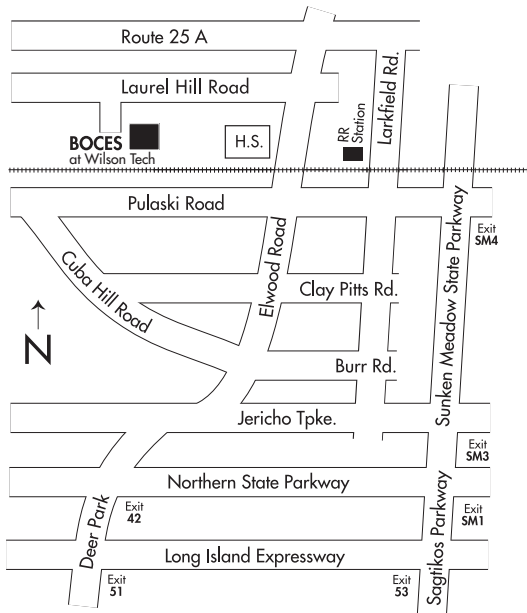 Route 25 A
Laurel Hill Road
Larkfield Rd.
BOCES
at Wilson Tech
H.S.
RR
Station
Pulaski Road
Exit
SM4
Cuba Hill Road
Elwood Road
Clay Pitts Rd.
Sunken Meadow State Parkway
N
Burr Rd.
Jericho Tpke.
Exit
SM3
Northern State Parkway
Deer Park
Exit
42
Exit
SM1
Sagtikos Parkway
Long Island Expressway
Exit
51
53
Exit